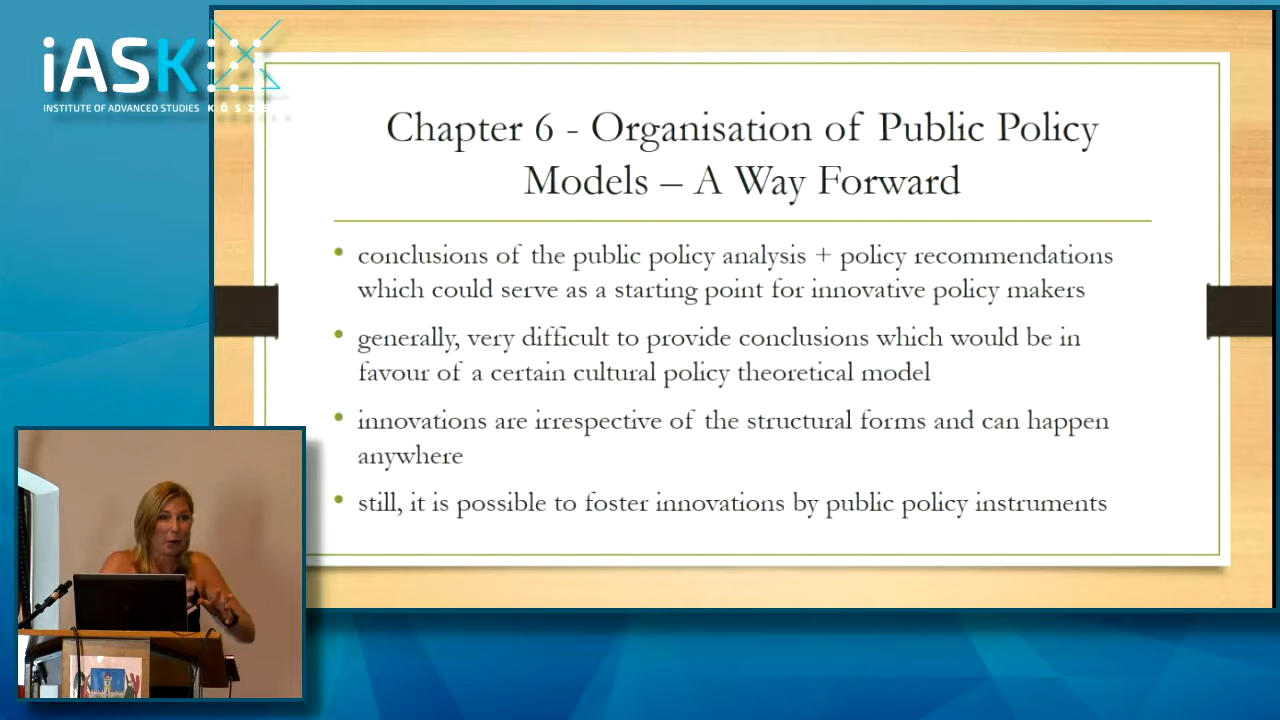 iASK
INSTITUTE OF ADVANCED STUDIES KŐSZEG
Chapter 6 - Organisation of Public Policy
Models – A Way Forward
• conclusions of the public policy analysis + policy recommendations
which could serve as a starting point for innovative policy makers
• generally, very difficult to provide conclusions which would be in
favour of a certain cultural policy theoretical model
• innovations are irrespective of the structural forms and can happen
anywhere
• still, it is possible to foster innovations by public policy instruments